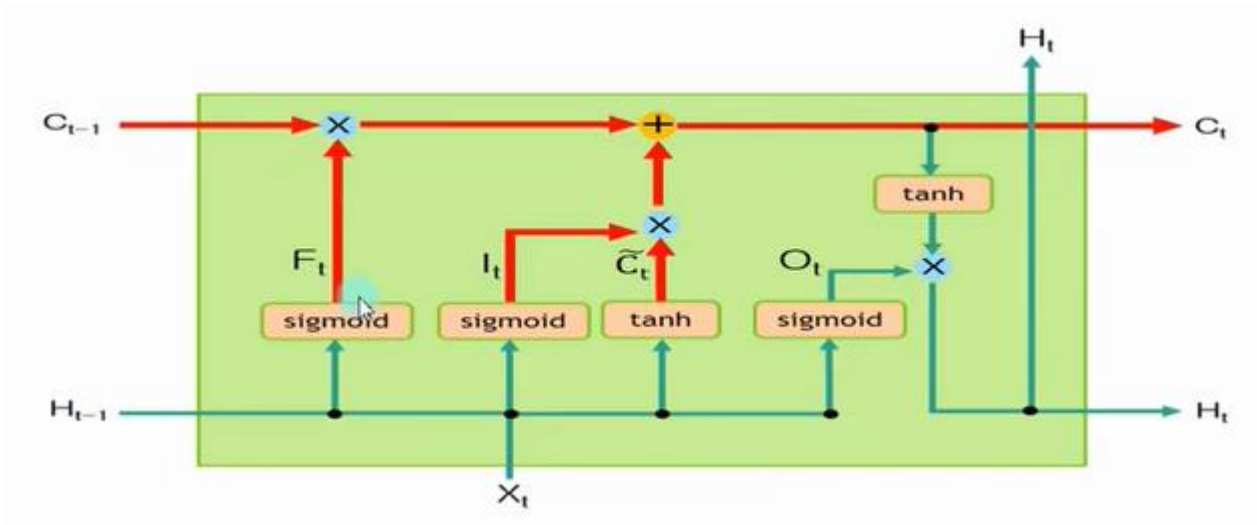 Hₜ
Cₜ₋₁ × + Cₜ
tanh
Fₜ Iₜ × C̃ₜ Oₜ ×
sigmoid sigmoid tanh sigmoid
Hₜ₋₁ Hₜ
Xₜ